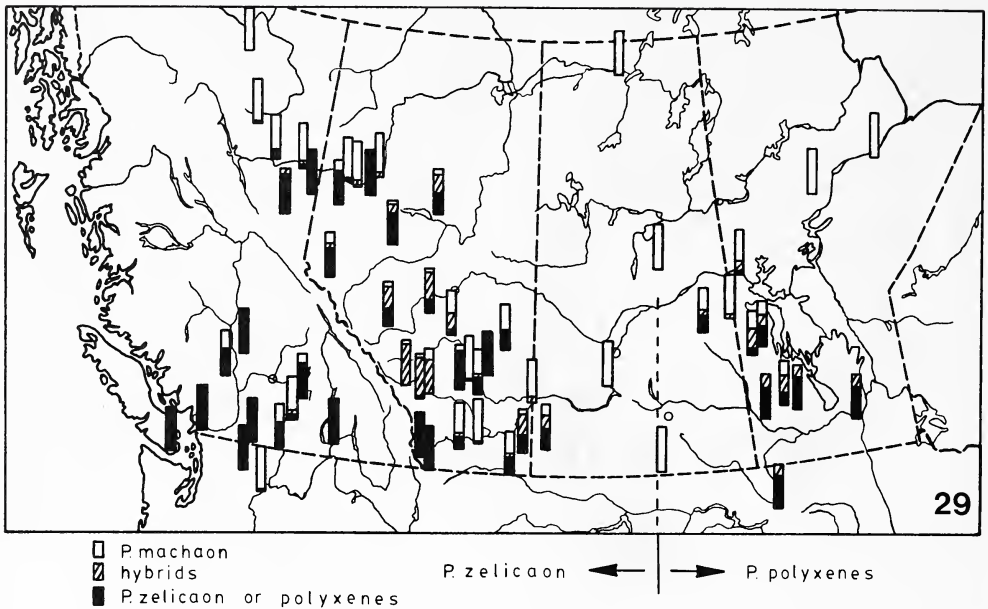 29
P. machaon
hybrids
P. zelicaon or polyxenes
P. zelicaon
P. polyxenes